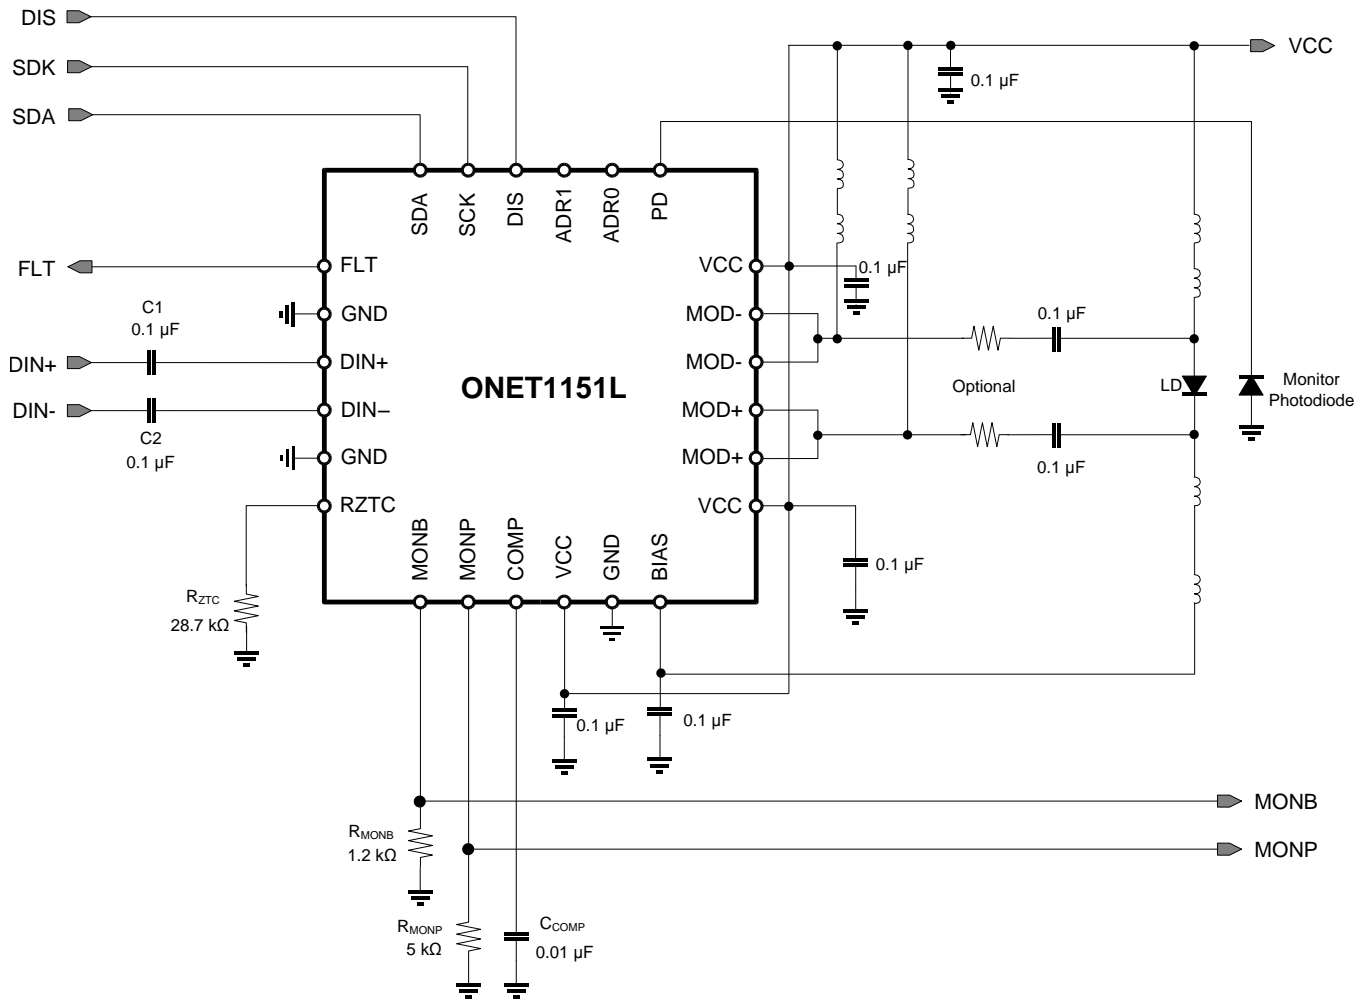 DIS
SDK
SDA
VCC
0.1 µF
SDA
SCK
DIS
ADR1
ADR0
PD
FLT
FLT
VCC
0.1 µF
GND
MOD-
C1
0.1 µF
0.1 µF
DIN+
DIN+
MOD-
ONET1151L
Optional
LD
Monitor
Photodiode
DIN-
DIN–
MOD+
C2
0.1 µF
GND
MOD+
0.1 µF
RZTC
VCC
MONB
MONP
COMP
VCC
GND
BIAS
0.1 µF
RZTC
28.7 kΩ
0.1 µF
0.1 µF
MONB
RMONB
1.2 kΩ
MONP
RMONP
5 kΩ
CCOMP
0.01 µF